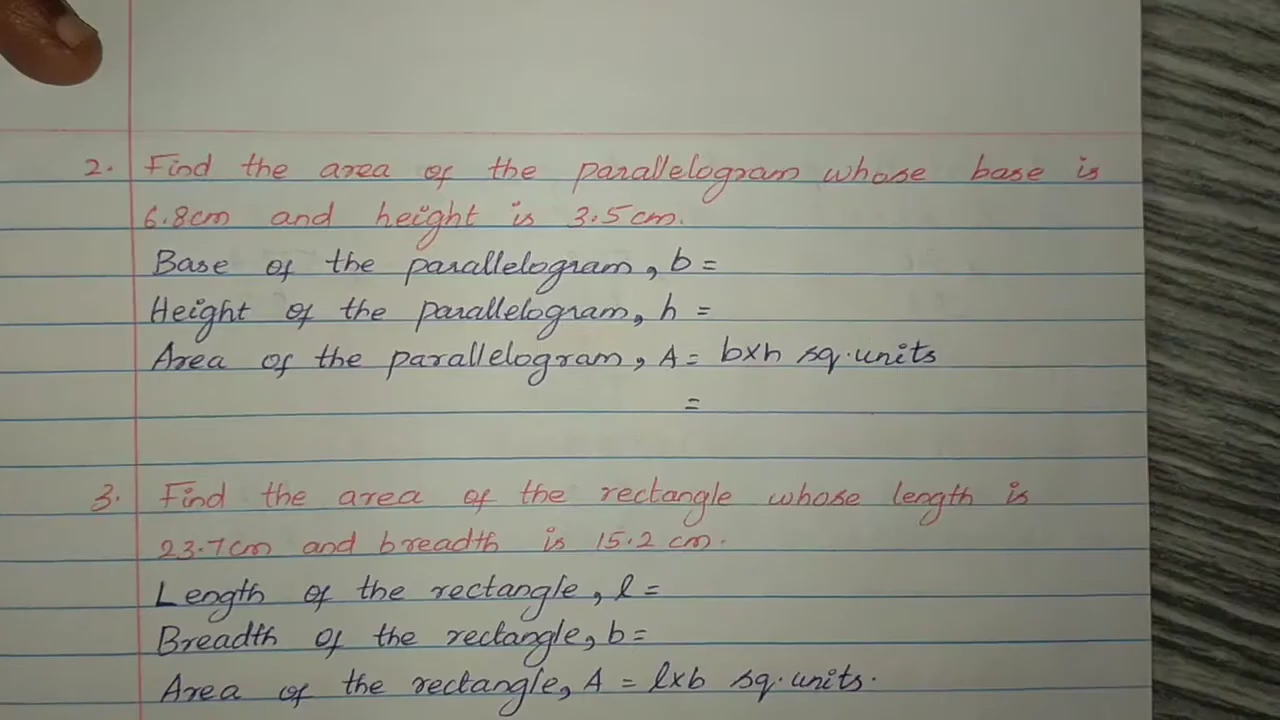 2. Find the area of the parallelogram whose base is
6.8cm and height is 3.5cm.
Base of the parallelogram, b =
Height of the parallelogram, h =
Area of the parallelogram, A = b×h sq.units
=
3. Find the area of the rectangle whose length is
23.7cm and breadth is 15.2 cm.
Length of the rectangle, l =
Breadth of the rectangle, b =
Area of the rectangle, A = l×b sq.units.